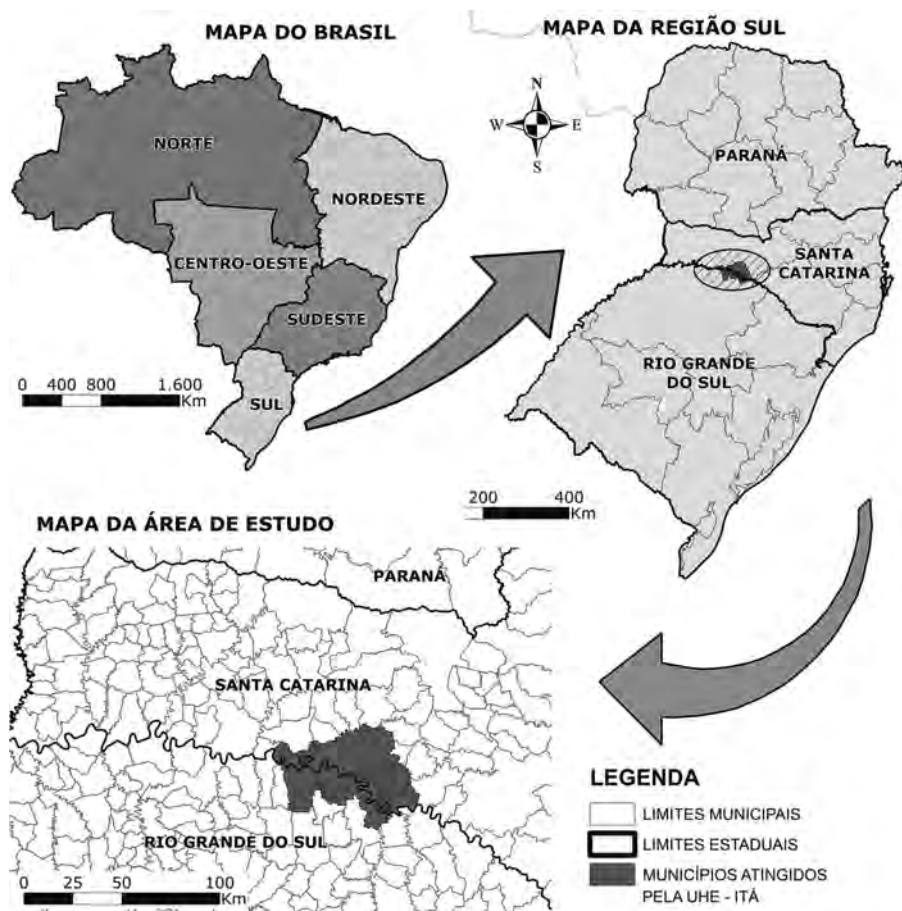 MAPA DO BRASIL
NORTE
NORDESTE
CENTRO-OESTE
SUDESTE
SUL
0 400 800 1,600
Km
MAPA DA REGIÃO SUL
N
W E
S
PARANÁ
SANTA
CATARINA
RIO GRANDE
DO SUL
200 400
Km
MAPA DA ÁREA DE ESTUDO
PARANÁ
SANTA CATARINA
RIO GRANDE DO SUL
0 25 50 100
Km
LEGENDA
LIMITES MUNICIPAIS
LIMITES ESTADUAIS
MUNICÍPIOS ATINGIDOS
PELA UHE - ITÁ